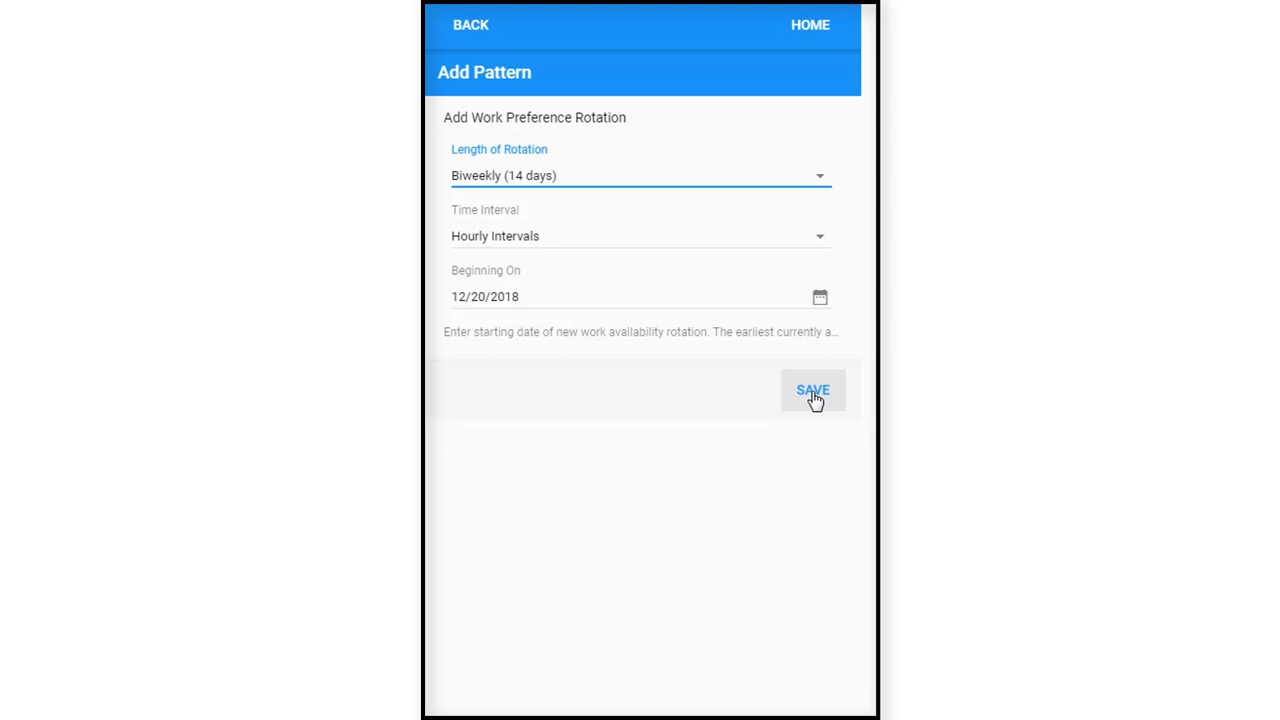 BACK HOME
Add Pattern
Add Work Preference Rotation
Length of Rotation
Biweekly (14 days)
Time Interval
Hourly Intervals
Beginning On
12/20/2018
Enter starting date of new work availability rotation. The earliest currently a...
SAVE